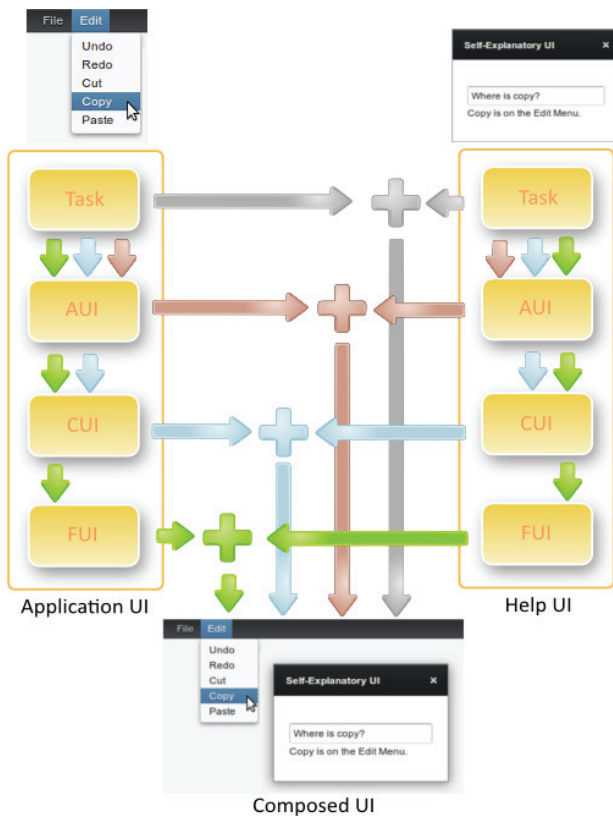 File Edit
Undo
Redo
Cut
Copy
Paste
Self-Explanatory UI ×
Where is copy?
Copy is on the Edit Menu.
Task
Task
AUI
AUI
CUI
CUI
FUI
FUI
Application UI
Help UI
File Edit
Undo
Redo
Cut
Copy
Paste
Self-Explanatory UI ×
Where is copy?
Copy is on the Edit Menu.
Composed UI